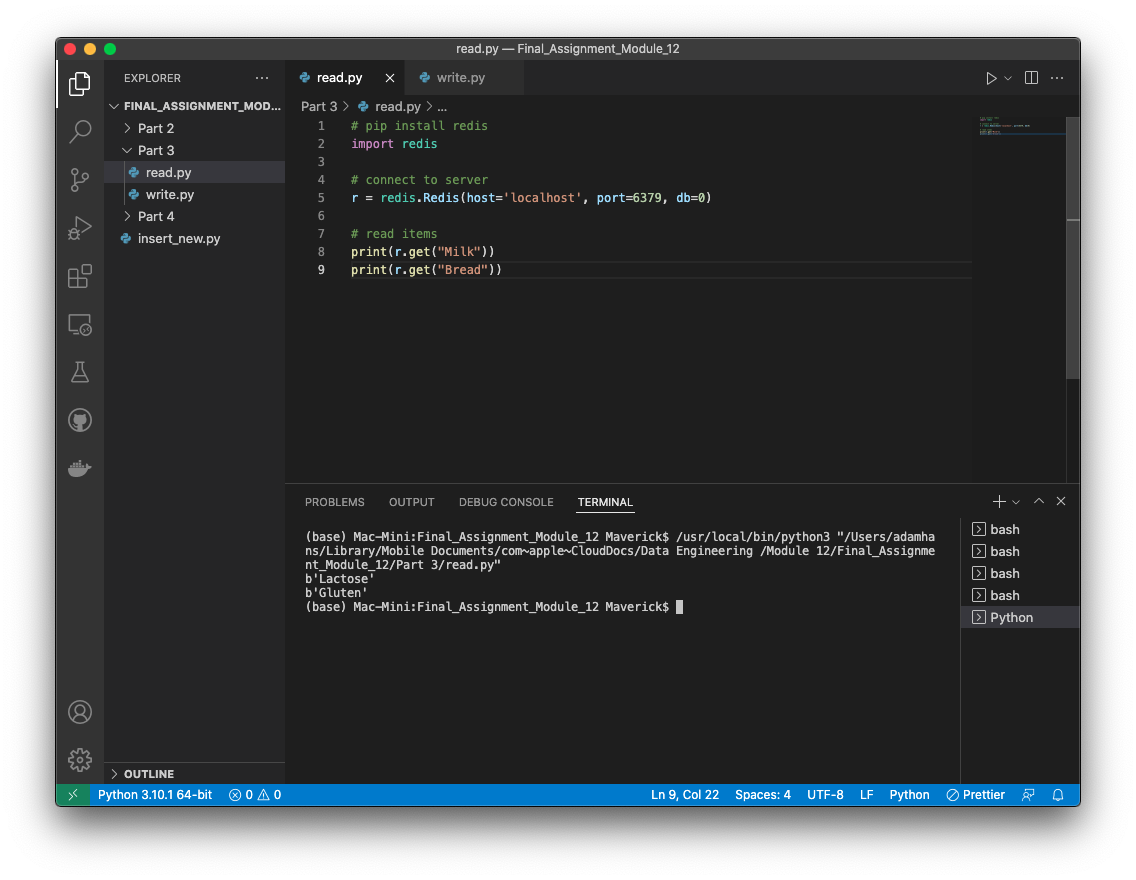 read.py — Final_Assignment_Module_12
EXPLORER
FINAL_ASSIGNMENT_MOD...
Part 2
Part 3
read.py
write.py
Part 4
insert_new.py
OUTLINE
read.py
write.py
Part 3 > read.py > ...
1 # pip install redis
2 import redis
3
4 # connect to server
5 r = redis.Redis(host='localhost', port=6379, db=0)
6
7 # read items
8 print(r.get("Milk"))
9 print(r.get("Bread"))
PROBLEMS OUTPUT DEBUG CONSOLE TERMINAL
(base) Mac-Mini:Final_Assignment_Module_12 Maverick$ /usr/local/bin/python3 "/Users/adamha
ns/Library/Mobile Documents/com~apple~CloudDocs/Data Engineering /Module 12/Final_Assignme
nt_Module_12/Part 3/read.py"
b'Lactose'
b'Gluten'
(base) Mac-Mini:Final_Assignment_Module_12 Maverick$
bash
bash
bash
bash
Python
Python 3.10.1 64-bit 0 0 Ln 9, Col 22 Spaces: 4 UTF-8 LF Python Prettier